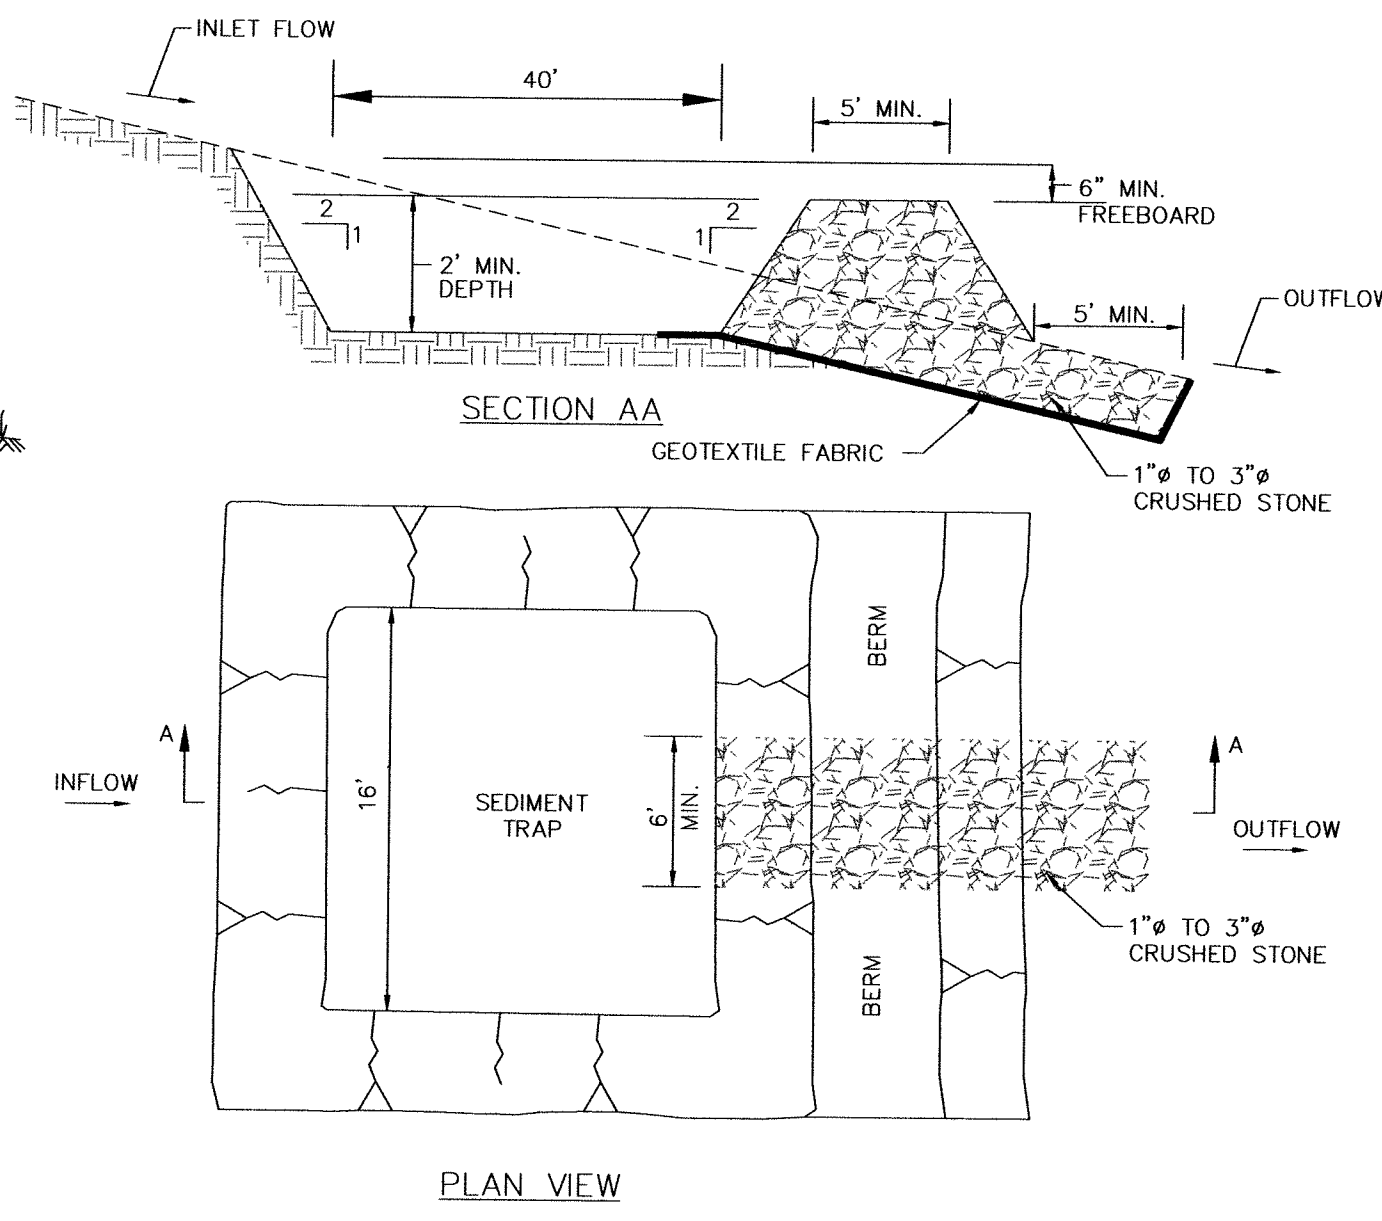 INLET FLOW
40'
5' MIN.
6" MIN.
FREEBOARD
2
1
2
1
2' MIN.
DEPTH
5' MIN.
OUTFLOW
SECTION AA
GEOTEXTILE FABRIC
1"ø TO 3"ø
CRUSHED STONE
BERM
A
A
INFLOW
16'
SEDIMENT
TRAP
6'
MIN.
OUTFLOW
1"ø TO 3"ø
CRUSHED STONE
BERM
PLAN VIEW